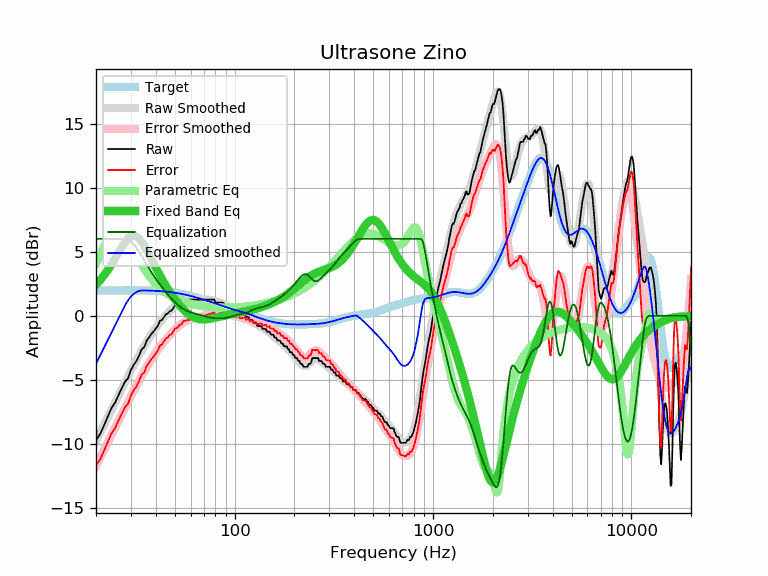 Ultrasone Zino
Target
Raw Smoothed
Error Smoothed
Raw
Error
Parametric Eq
Fixed Band Eq
Equalization
Equalized smoothed
15
10
5
0
−5
−10
−15
Amplitude (dBr)
100
1000
10000
Frequency (Hz)